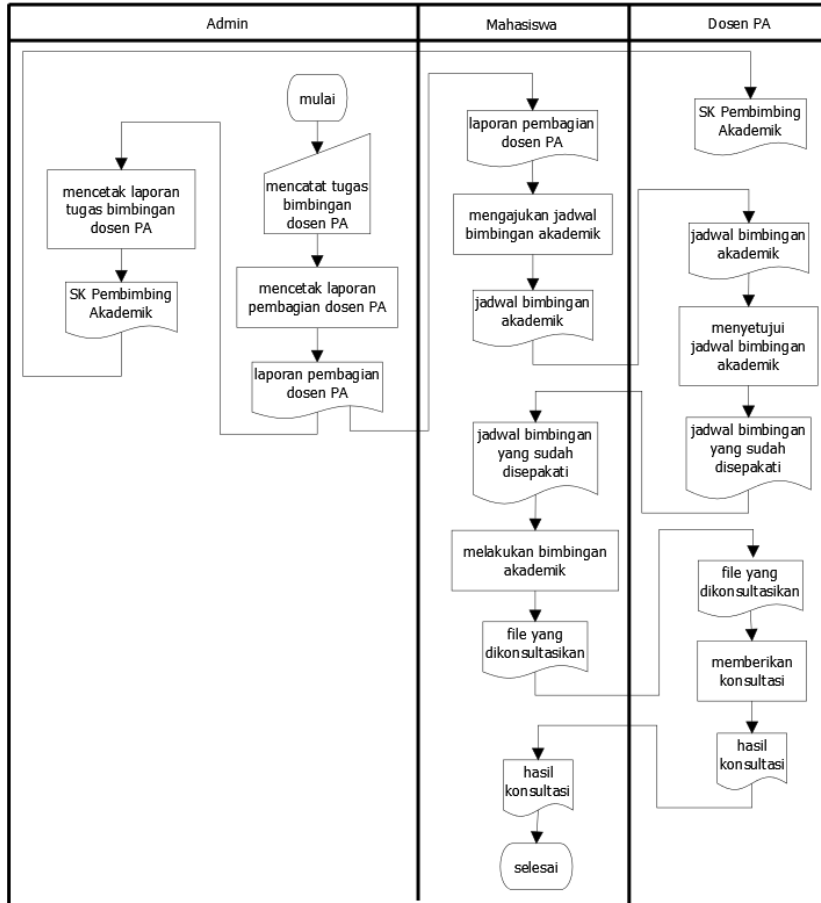 Admin
Mahasiswa
Dosen PA
mulai
mencatat tugas
bimbingan
dosen PA
mencetak laporan
pembagian dosen PA
laporan pembagian
dosen PA
mencetak laporan
tugas bimbingan
dosen PA
SK Pembimbing
Akademik
SK Pembimbing
Akademik
laporan pembagian
dosen PA
mengajukan jadwal
bimbingan akademik
jadwal bimbingan
akademik
jadwal bimbingan
akademik
menyetujui
jadwal bimbingan
akademik
jadwal bimbingan
yang sudah
disepakati
jadwal bimbingan
yang sudah
disepakati
melakukan bimbingan
akademik
file yang
dikonsultasikan
file yang
dikonsultasikan
memberikan
konsultasi
hasil
konsultasi
hasil
konsultasi
selesai